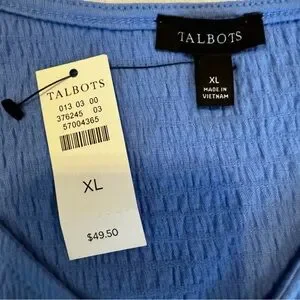 TALBOTS
XL
MADE IN
VIETNAM
TALBOTS
013 03 00
376245 03
57004365
XL
$49.50